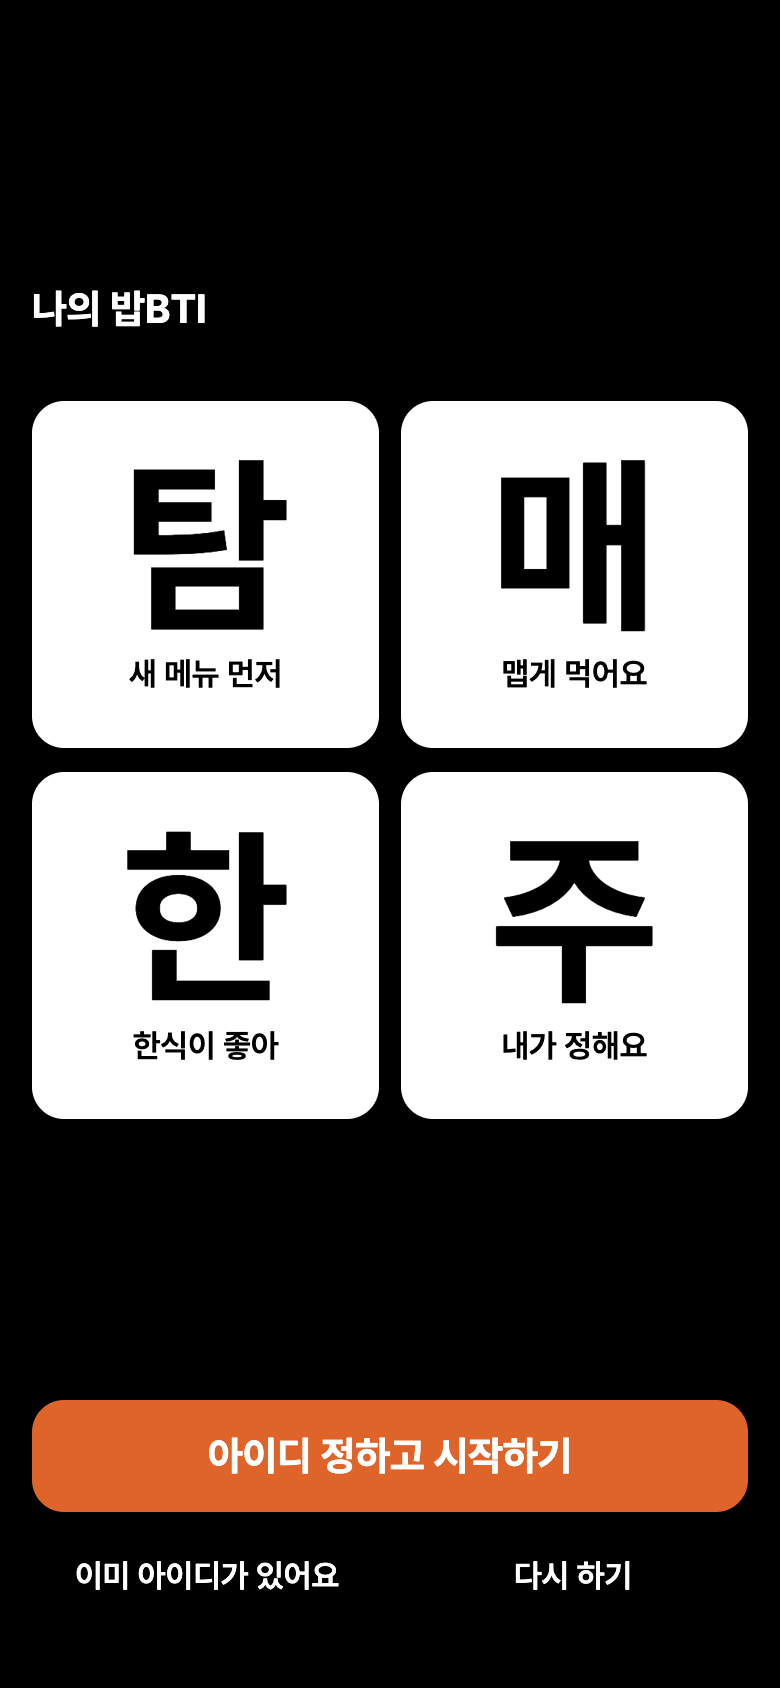 나의 밥BTI
탐
새 메뉴 먼저
매
맵게 먹어요
한
한식이 좋아
주
내가 정해요
아이디 정하고 시작하기
이미 아이디가 있어요
다시 하기